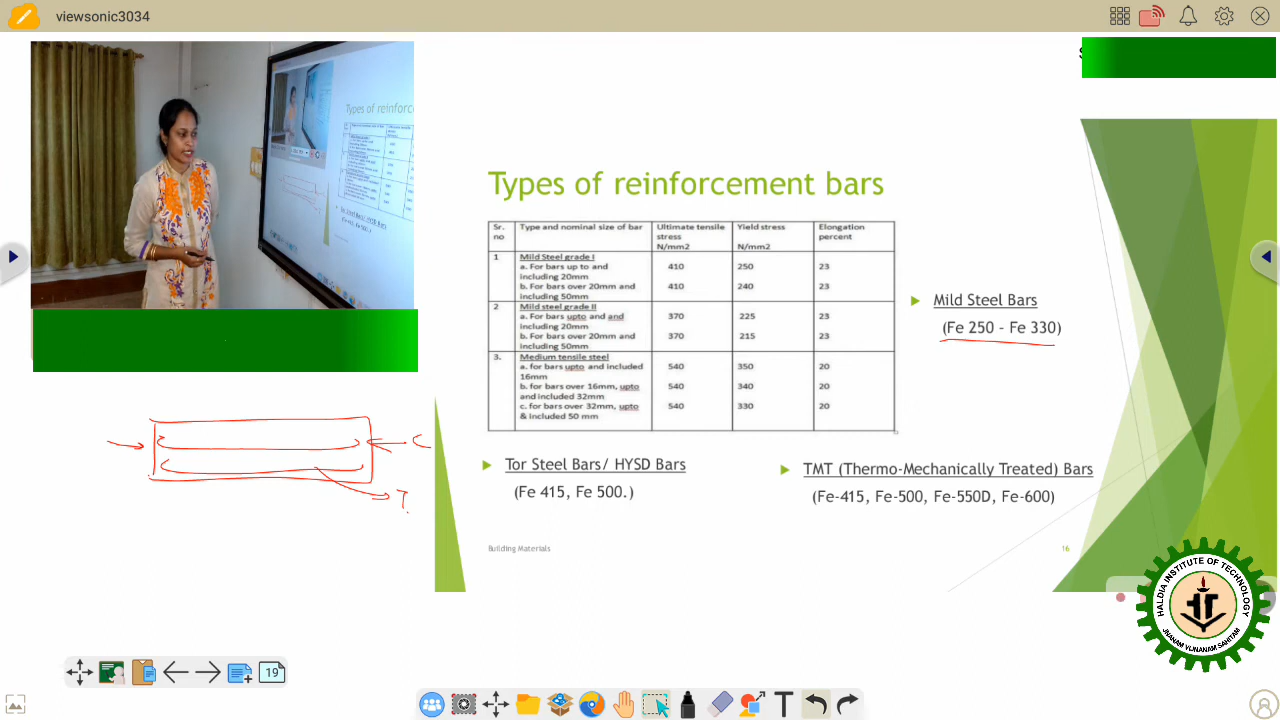 viewsonic3034
Types of reinforcement bars
Sr. no
Type and nominal size of bar
Ultimate tensile stress N/mm2
Yield stress N/mm2
Elongation percent
1
Mild Steel grade I
a. For bars up to and including 20mm
410
250
23
b. For bars over 20mm and including 50mm
410
240
23
2
Mild steel grade II
a. For bars upto and and including 20mm
370
225
23
b. For bars over 20mm and including 50mm
370
215
23
3.
Medium tensile steel
a. for bars upto and included 16mm
540
350
20
b. for bars over 16mm, upto and included 32mm
540
340
20
c. for bars over 32mm, upto & included 50 mm
540
330
20
Mild Steel Bars
(Fe 250 - Fe 330)
Tor Steel Bars/ HYSD Bars
(Fe 415, Fe 500.)
TMT (Thermo-Mechanically Treated) Bars
(Fe-415, Fe-500, Fe-550D, Fe-600)
C
T
Building Materials
16
HALDIA INSTITUTE OF TECHNOLOGY
JNANAM VIJNANAM SAHITAM
19